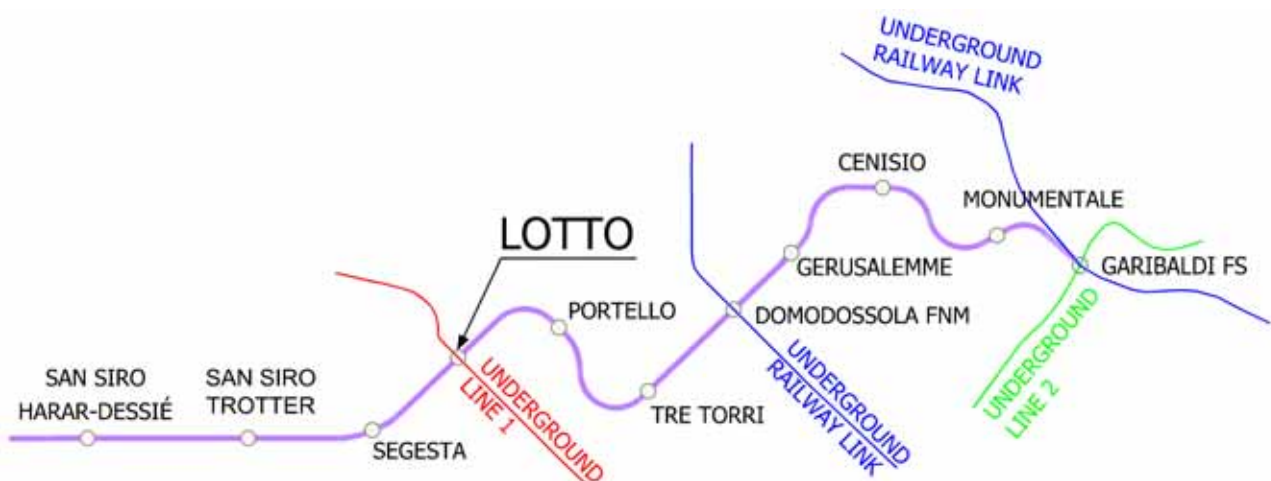 UNDERGROUND
RAILWAY LINK
CENISIO
MONUMENTALE
LOTTO
GERUSALEMME
GARIBALDI FS
PORTELLO
DOMODOSSOLA FNM
UNDERGROUND
LINE 2
UNDERGROUND
RAILWAY LINK
SAN SIRO
HARAR-DESSIÉ
SAN SIRO
TROTTER
UNDERGROUND
LINE 1
TRE TORRI
SEGESTA